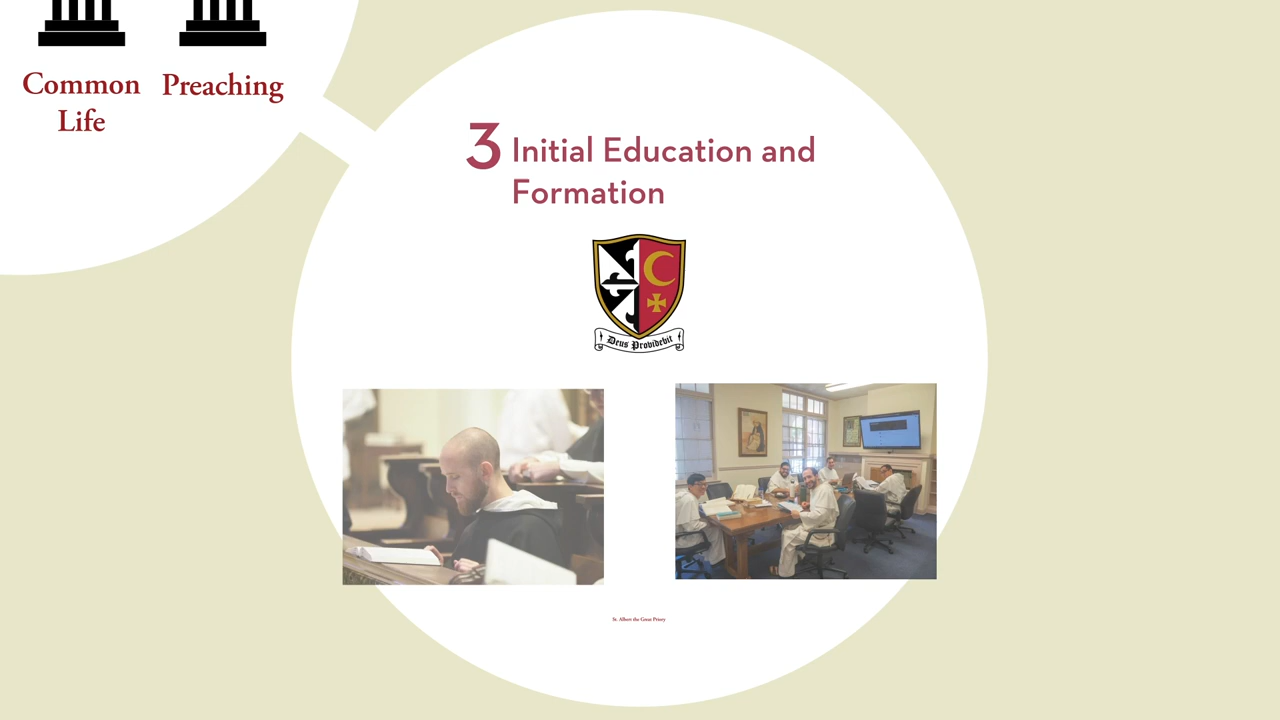 Common
Life
Preaching
3
Initial Education and
Formation
Deus Providebit
St. Albert the Great Priory